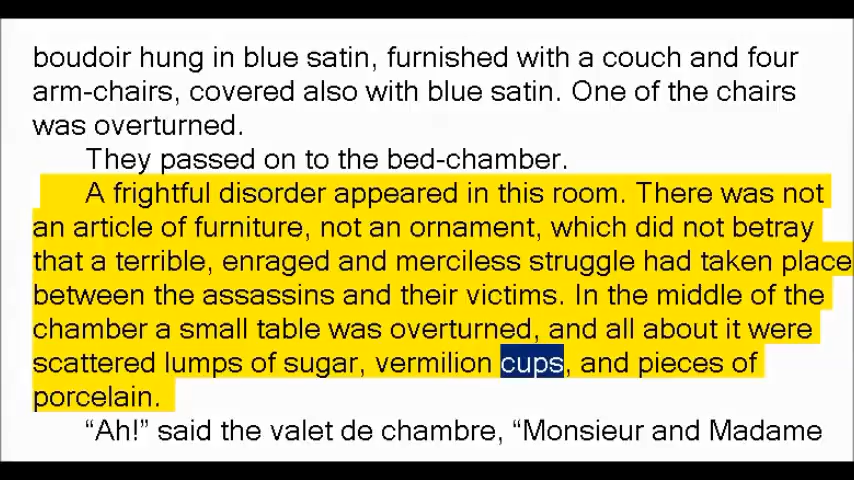 boudoir hung in blue satin, furnished with a couch and four
arm-chairs, covered also with blue satin. One of the chairs
was overturned.
They passed on to the bed-chamber.
A frightful disorder appeared in this room. There was not
an article of furniture, not an ornament, which did not betray
that a terrible, enraged and merciless struggle had taken place
between the assassins and their victims. In the middle of the
chamber a small table was overturned, and all about it were
scattered lumps of sugar, vermilion cups, and pieces of
porcelain.
“Ah!” said the valet de chambre, “Monsieur and Madame